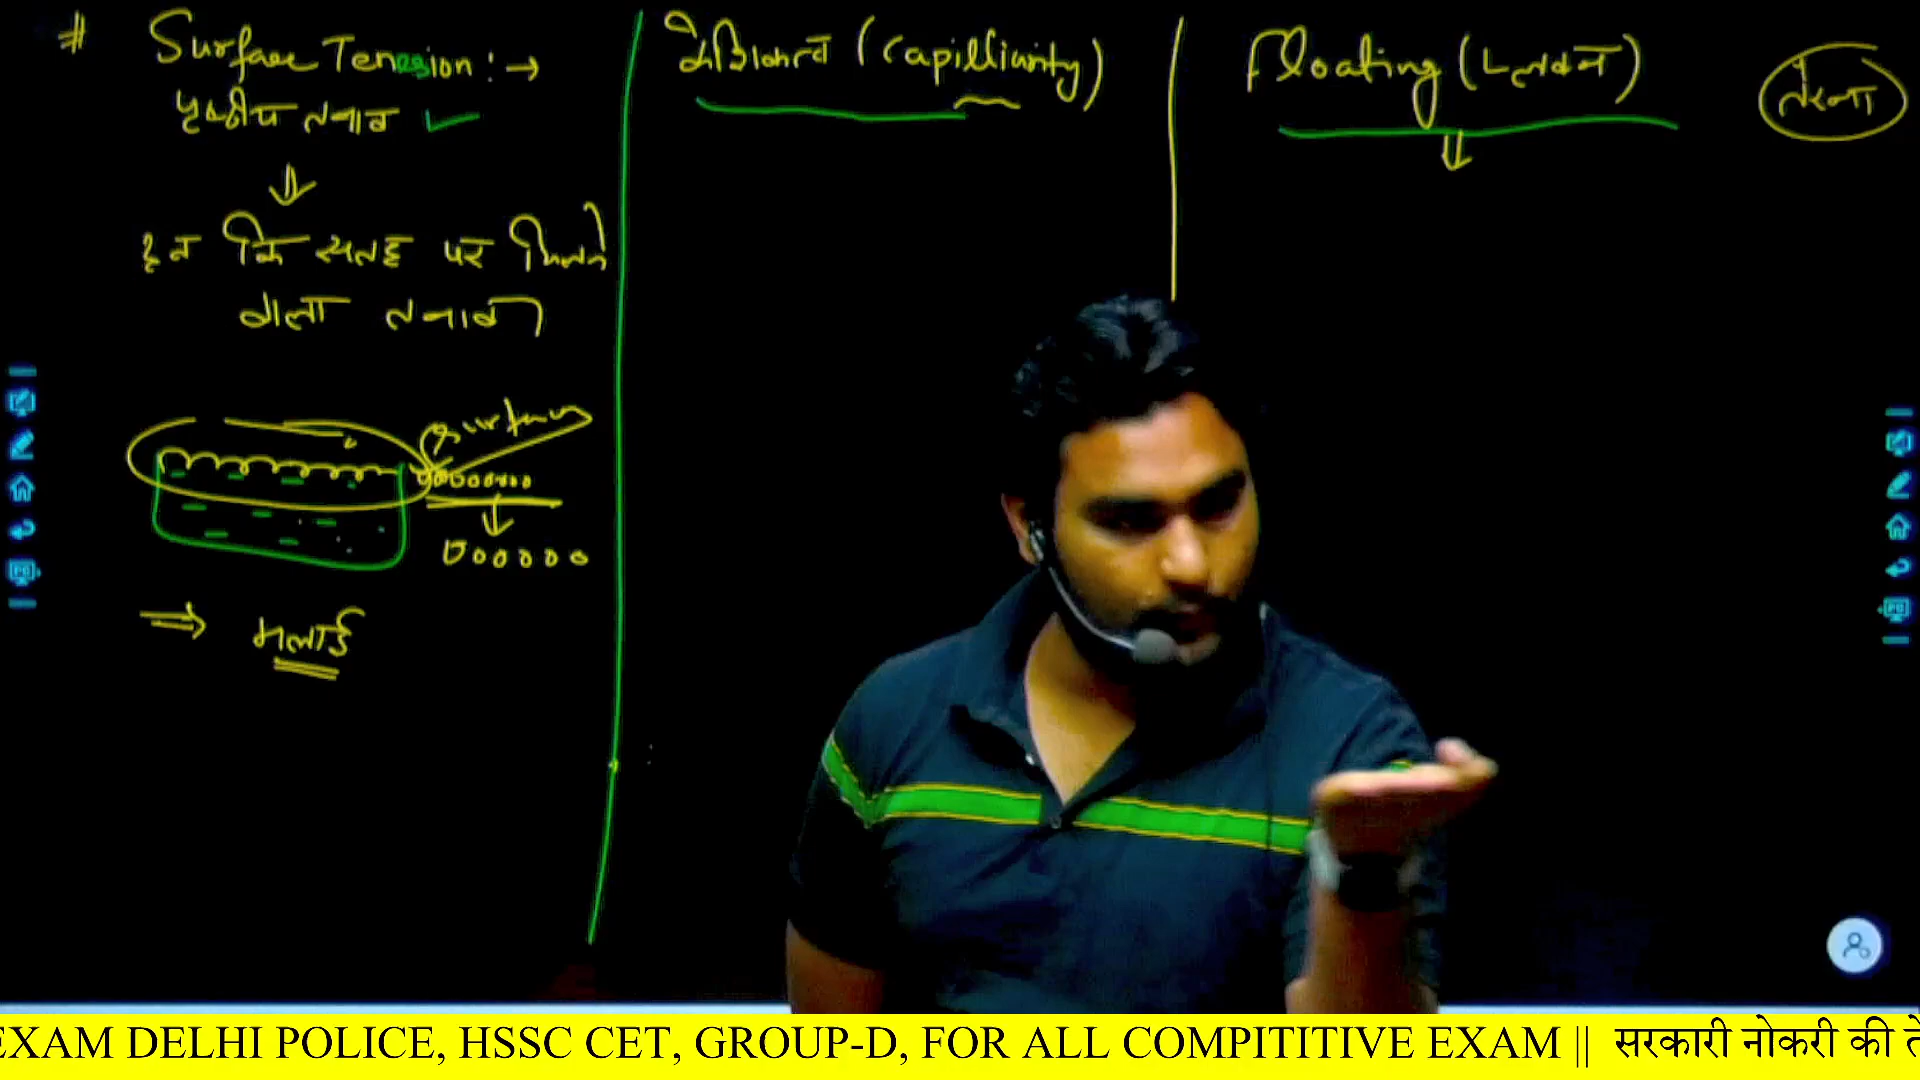 # Surface Tension : →
पृष्ठीय तनाव ✓
द्रव कि सतह पर मिलने
वाला तनाव
surface
⇒ मलाई
केशिकत्व (Capilliarity)
Floating (प्लवन)
तैरना
EXAM DELHI POLICE, HSSC CET, GROUP-D, FOR ALL COMPITITIVE EXAM || सरकारी नोकरी की